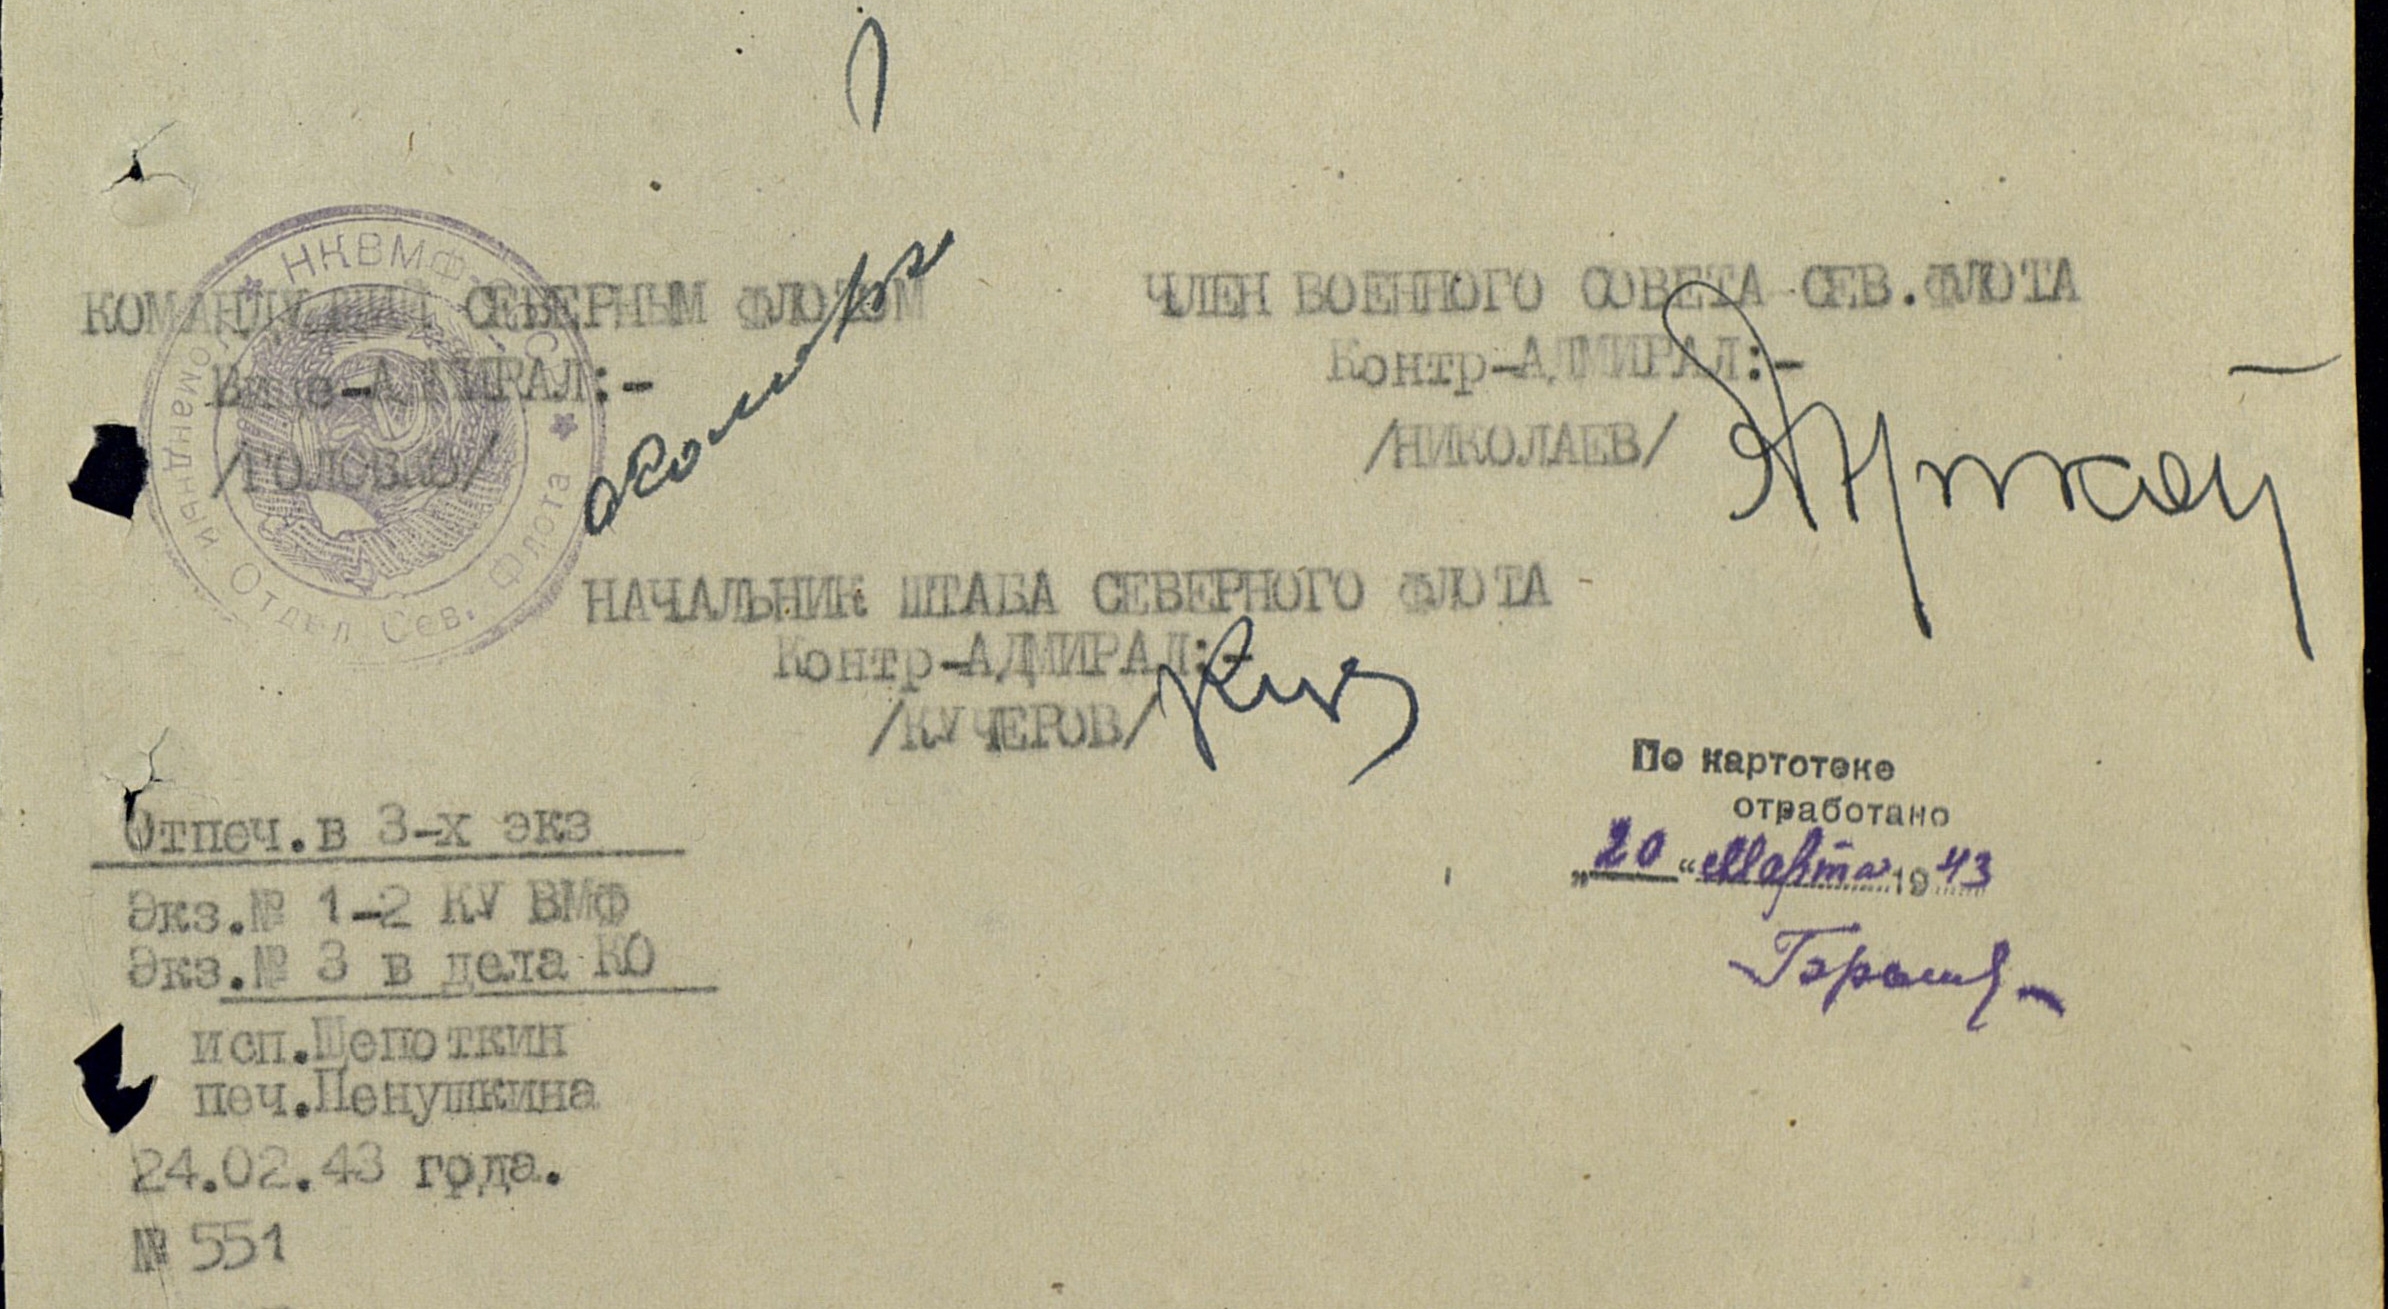 НКВМФ СССР
Командный Отдел Сев. Флота
КОМАНДУЮЩИЙ СЕВЕРНЫМ ФЛОТОМ
Вице-АДМИРАЛ:-
/ГОЛОВКО/
ЧЛЕН ВОЕННОГО СОВЕТА СЕВ.ФЛОТА
Контр-АДМИРАЛ:-
/НИКОЛАЕВ/
НАЧАЛЬНИК ШТАБА СЕВЕРНОГО ФЛОТА
Контр-АДМИРАЛ:-
/КУЧЕРОВ/
По картотеке
отработано
„20“ Марта 1943
Отпеч.в 3-х экз
Экз.№ 1-2 КУ ВМФ
Экз.№ 3 в дела КО
исп.Щепоткин
печ.Пенушкина
24.02.43 года.
№ 551